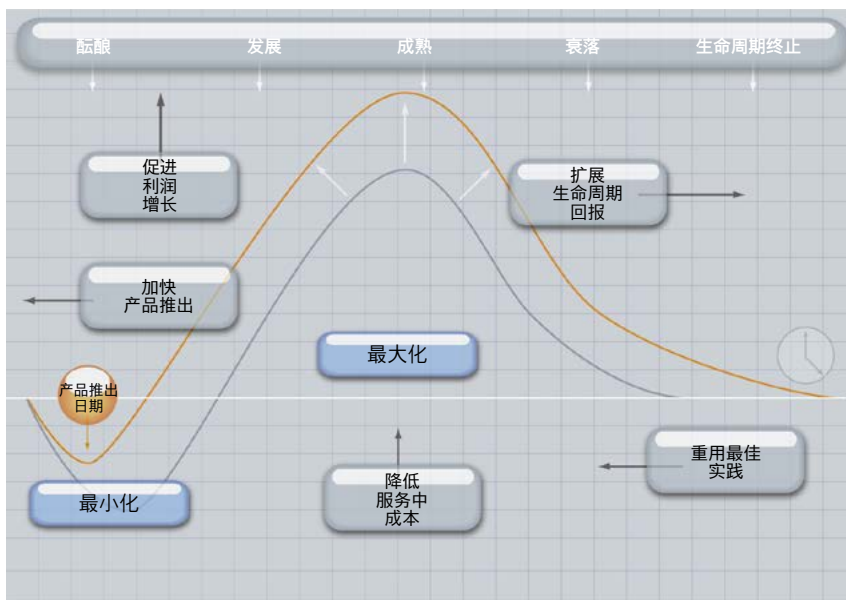 酝酿 发展 成熟 衰落 生命周期终止
促进
利润
增长
扩展
生命周期
回报
加快
产品推出
最大化
产品推出
日期
重用最佳
实践
最小化
降低
服务中
成本